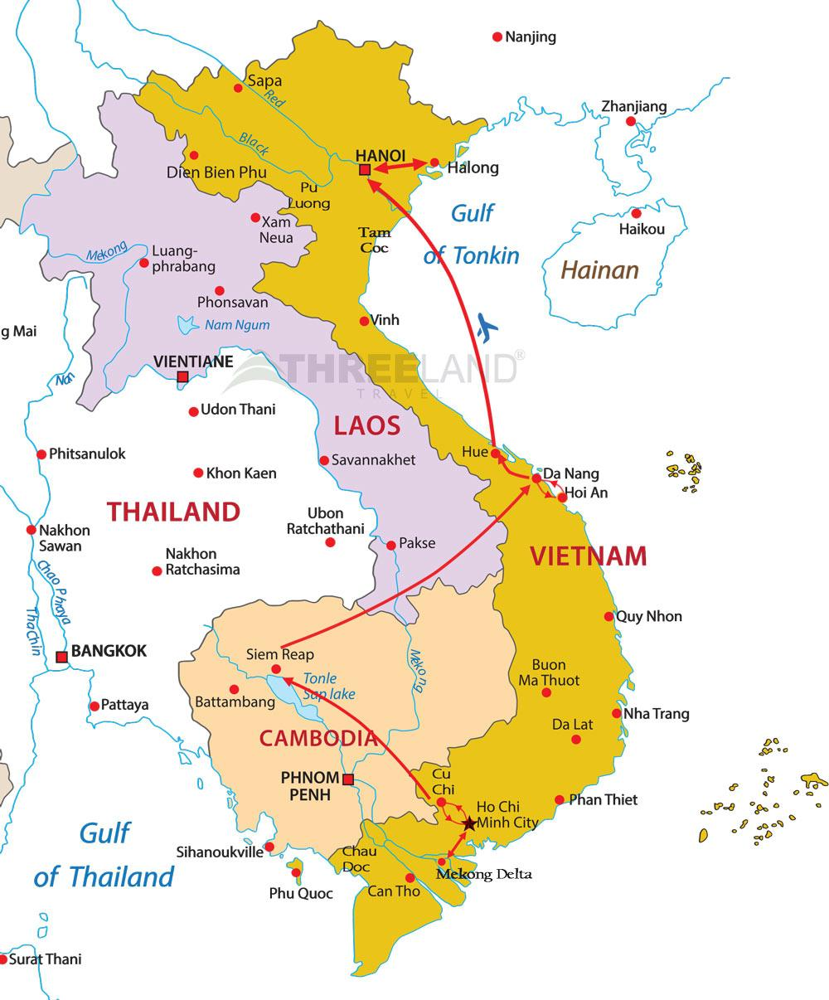 Nanjing
Sapa
Red
Zhanjiang
Black
HANOI
Halong
Dien Bien Phu
Pu
Luong
Gulf
of Tonkin
Xam
Neua
Tam
Coc
Haikou
Mekong
Luang-
phrabang
Hainan
Phonsavan
Vinh
Nam Ngum
g Mai
VIENTIANE
THREELAND®
TRAVEL
Nan
Udon Thani
LAOS
Phitsanulok
Savannakhet
Hue
Khon Kaen
Da Nang
Hoi An
THAILAND
Ubon
Ratchathani
Nakhon
Sawan
Pakse
Nakhon
Ratchasima
VIETNAM
Chao Phaya
Thachin
Quy Nhon
BANGKOK
Siem Reap
Mekong
Buon
Ma Thuot
Tonle
Sap lake
Battambang
Pattaya
Nha Trang
Da Lat
CAMBODIA
PHNOM
PENH
Cu
Chi
Phan Thiet
Ho Chi
Minh City
Gulf
of Thailand
Sihanoukville
Chau
Doc
Mekong Delta
Phu Quoc
Can Tho
Surat Thani